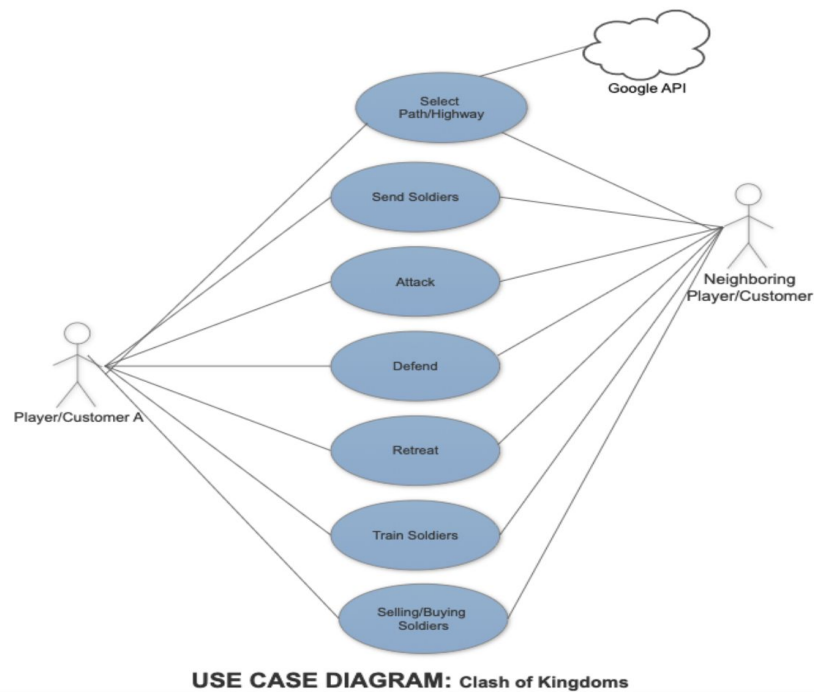 Google API
Select
Path/Highway
Send Soldiers
Neighboring
Player/Customer
Attack
Defend
Player/Customer A
Retreat
Train Soldiers
Selling/Buying
Soldiers
USE CASE DIAGRAM: Clash of Kingdoms